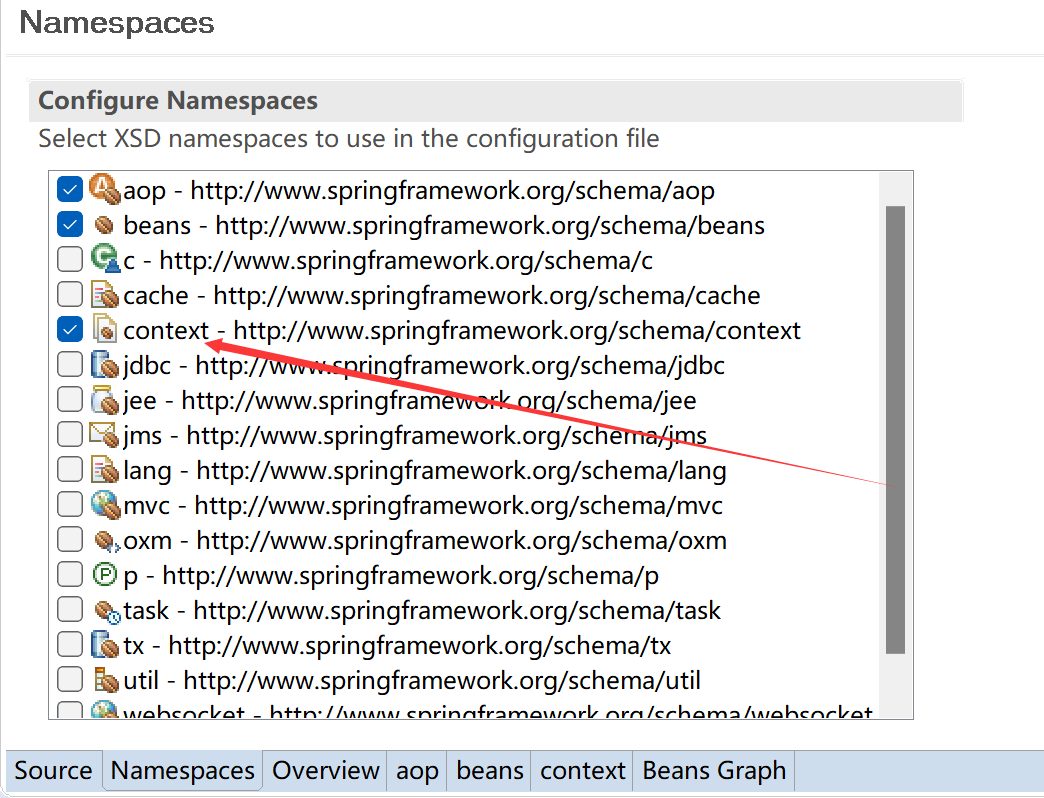 Namespaces
Configure Namespaces
Select XSD namespaces to use in the configuration file
aop - http://www.springframework.org/schema/aop
beans - http://www.springframework.org/schema/beans
c - http://www.springframework.org/schema/c
cache - http://www.springframework.org/schema/cache
context - http://www.springframework.org/schema/context
jdbc - http://www.springframework.org/schema/jdbc
jee - http://www.springframework.org/schema/jee
jms - http://www.springframework.org/schema/jms
lang - http://www.springframework.org/schema/lang
mvc - http://www.springframework.org/schema/mvc
oxm - http://www.springframework.org/schema/oxm
p - http://www.springframework.org/schema/p
task - http://www.springframework.org/schema/task
tx - http://www.springframework.org/schema/tx
util - http://www.springframework.org/schema/util
websocket - http://www.springframework.org/schema/websocket
Source Namespaces Overview aop beans context Beans Graph